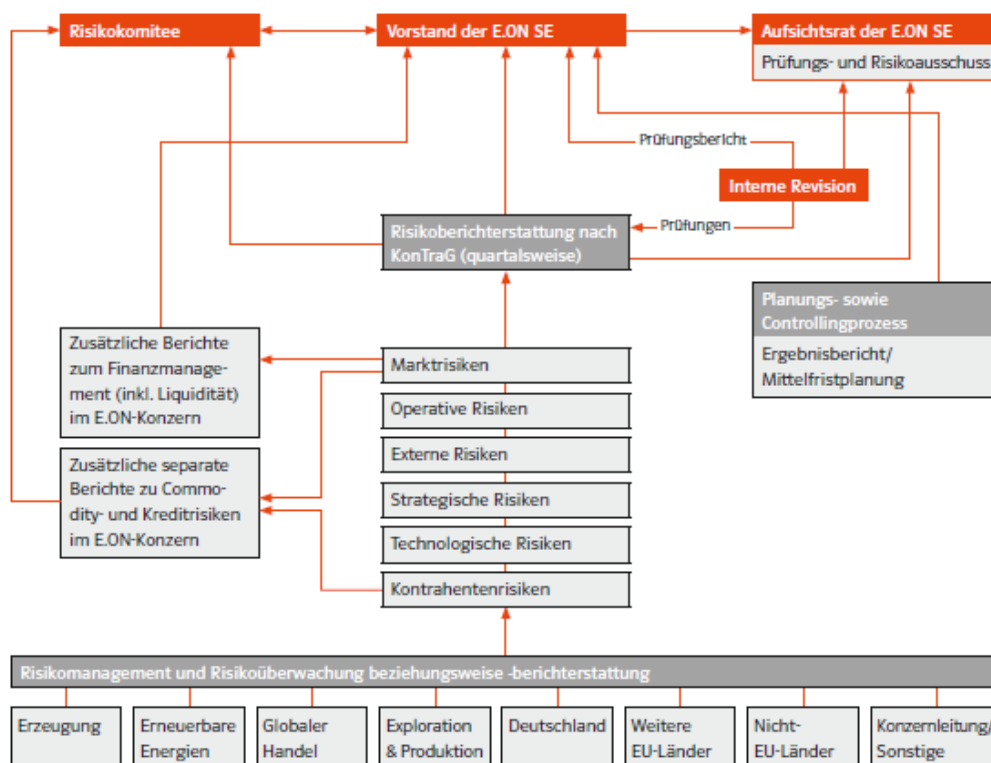 Risikokomitee
Vorstand der E.ON SE
Aufsichtsrat der E.ON SE
Prüfungs- und Risikoausschuss
Prüfungsbericht
Interne Revision
Prüfungen
Risikoberichterstattung nach
KonTraG (quartalsweise)
Planungs- sowie
Controllingprozess
Ergebnisbericht/
Mittelfristplanung
Zusätzliche Berichte
zum Finanzmanage-
ment (inkl. Liquidität)
im E.ON-Konzern
Zusätzliche separate
Berichte zu Commo-
dity- und Kreditrisiken
im E.ON-Konzern
Marktrisiken
Operative Risiken
Externe Risiken
Strategische Risiken
Technologische Risiken
Kontrahentenrisiken
Risikomanagement und Risikoüberwachung beziehungsweise -berichterstattung
Erzeugung
Erneuerbare
Energien
Globaler
Handel
Exploration
& Produktion
Deutschland
Weitere
EU-Länder
Nicht-
EU-Länder
Konzernleitung/
Sonstige